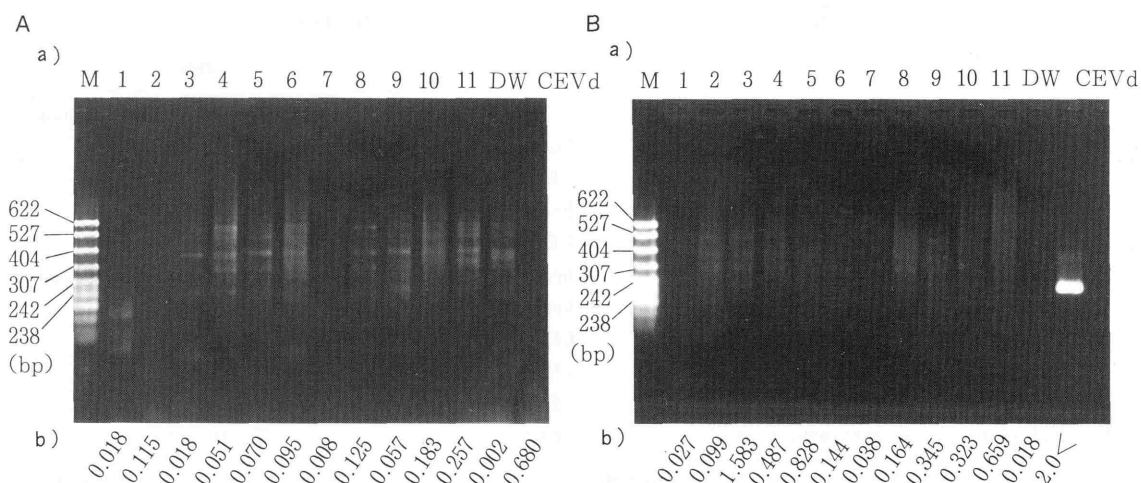 A
a)
M 1 2 3 4 5 6 7 8 9 10 11 DW CEVd
622
527
404
307
242
238
(bp)
b)
0.018 0.115 0.018 0.051 0.070 0.095 0.008 0.125 0.057 0.183 0.257 0.002 0.680
B
a)
M 1 2 3 4 5 6 7 8 9 10 11 DW CEVd
622
527
404
307
242
238
(bp)
b)
0.027 0.099 1.583 0.487 0.828 0.144 0.038 0.164 0.345 0.323 0.659 0.018 2.0<